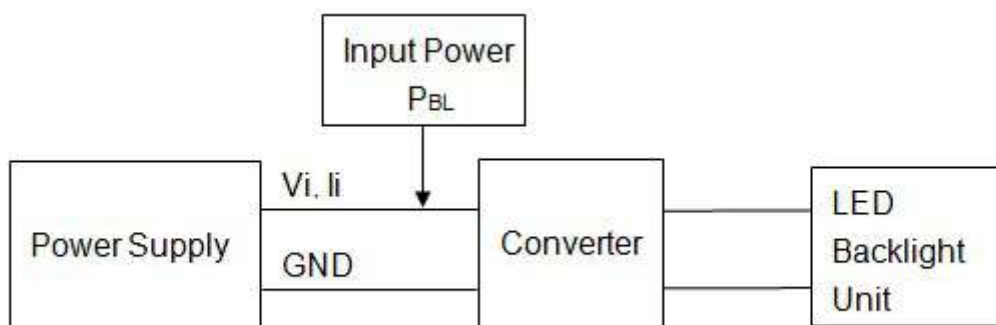 Input Power
PBL
Vi, Ii
Power Supply
GND
Converter
LED
Backlight
Unit